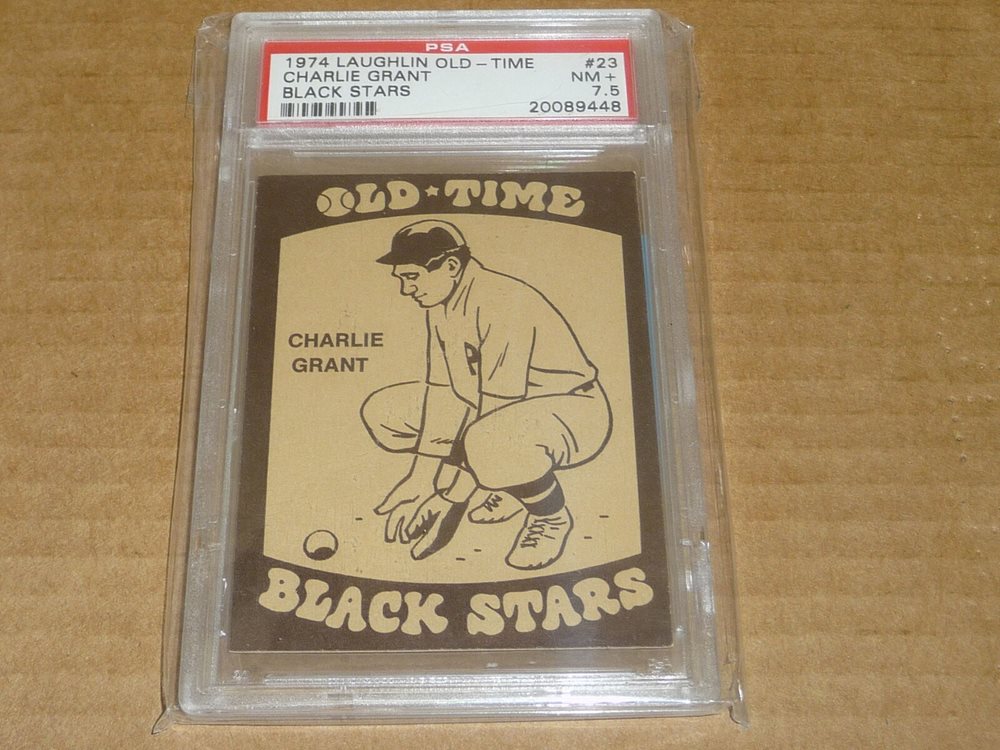 PSA
1974 LAUGHLIN OLD-TIME #23
CHARLIE GRANT NM+
BLACK STARS 7.5
20089448
OLD★TIME
CHARLIE
GRANT
P
BLACK STARS